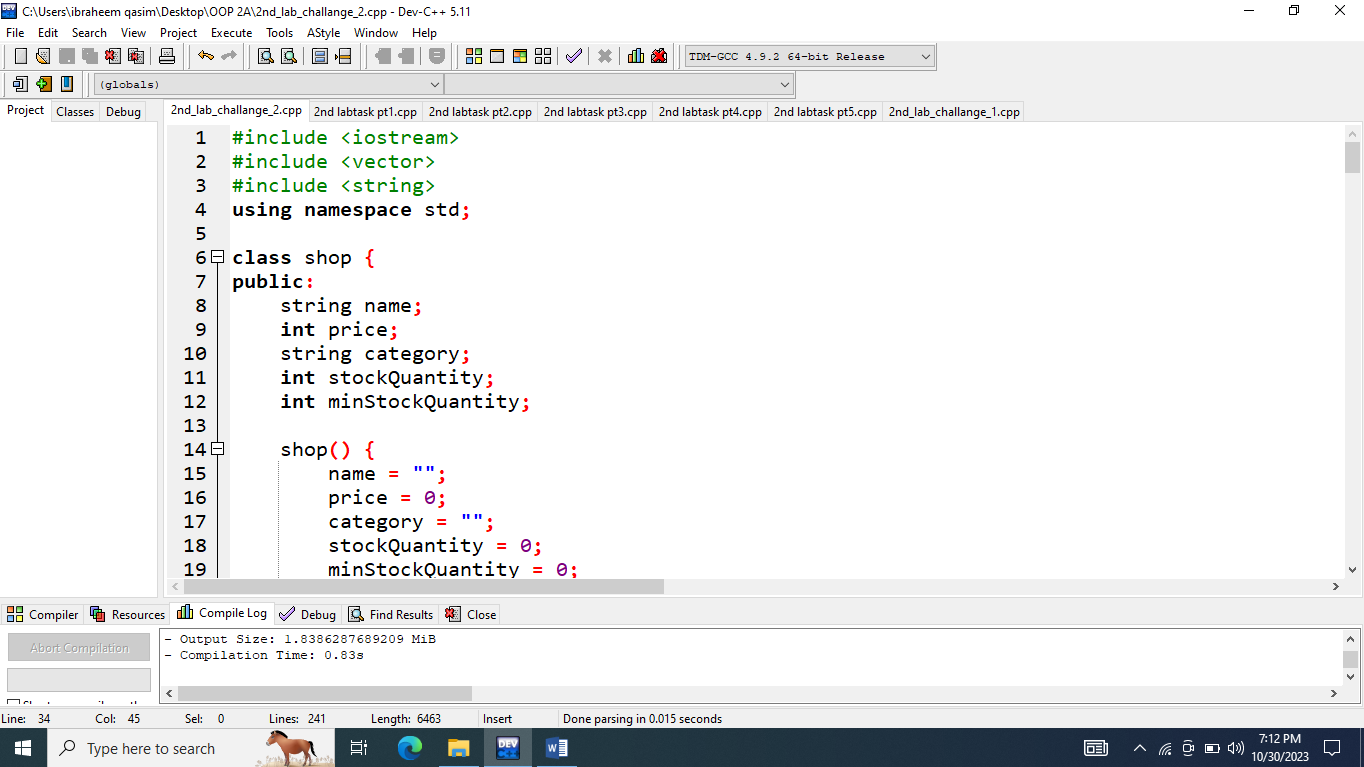 C:\Users\ibraheem qasim\Desktop\OOP 2A\2nd_lab_challange_2.cpp - Dev-C++ 5.11
File Edit Search View Project Execute Tools AStyle Window Help
TDM-GCC 4.9.2 64-bit Release
(globals)
Project Classes Debug
2nd_lab_challange_2.cpp 2nd labtask pt1.cpp 2nd labtask pt2.cpp 2nd labtask pt3.cpp 2nd labtask pt4.cpp 2nd labtask pt5.cpp 2nd_lab_challange_1.cpp
1 #include <iostream>
2 #include <vector>
3 #include <string>
4 using namespace std;
5
6 class shop {
7 public:
8 string name;
9 int price;
10 string category;
11 int stockQuantity;
12 int minStockQuantity;
13
14 shop() {
15 name = "";
16 price = 0;
17 category = "";
18 stockQuantity = 0;
19 minStockQuantity = 0;
Compiler Resources Compile Log Debug Find Results Close
Abort Compilation
- Output Size: 1.8386287689209 MiB
- Compilation Time: 0.83s
Line: 34 Col: 45 Sel: 0 Lines: 241 Length: 6463 Insert Done parsing in 0.015 seconds
Type here to search
DEV
7:12 PM
10/30/2023